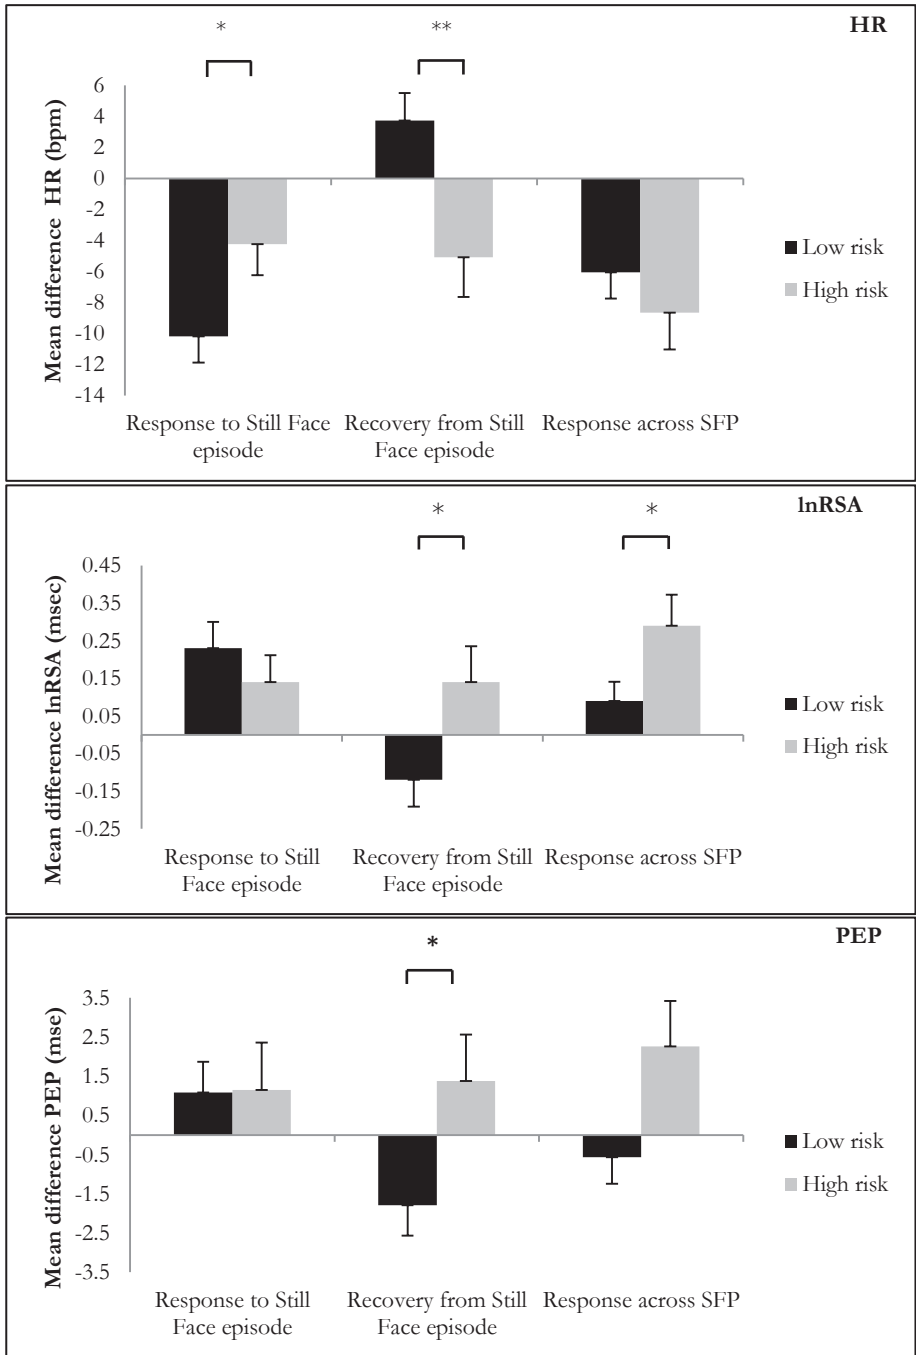 HR
*
**
Mean difference HR (bpm)
6
4
2
0
-2
-4
-6
-8
-10
-12
-14
Low risk
High risk
Response to Still Face
episode
Recovery from Still
Face episode
Response across SFP
lnRSA
*
*
Mean difference lnRSA (msec)
0.45
0.35
0.25
0.15
0.05
-0.05
-0.15
-0.25
Low risk
High risk
Response to Still
Face episode
Recovery from Still
Face episode
Response across SFP
PEP
*
Mean difference PEP (mse)
3.5
2.5
1.5
0.5
-0.5
-1.5
-2.5
-3.5
Low risk
High risk
Response to Still
Face episode
Recovery from Still
Face episode
Response across SFP